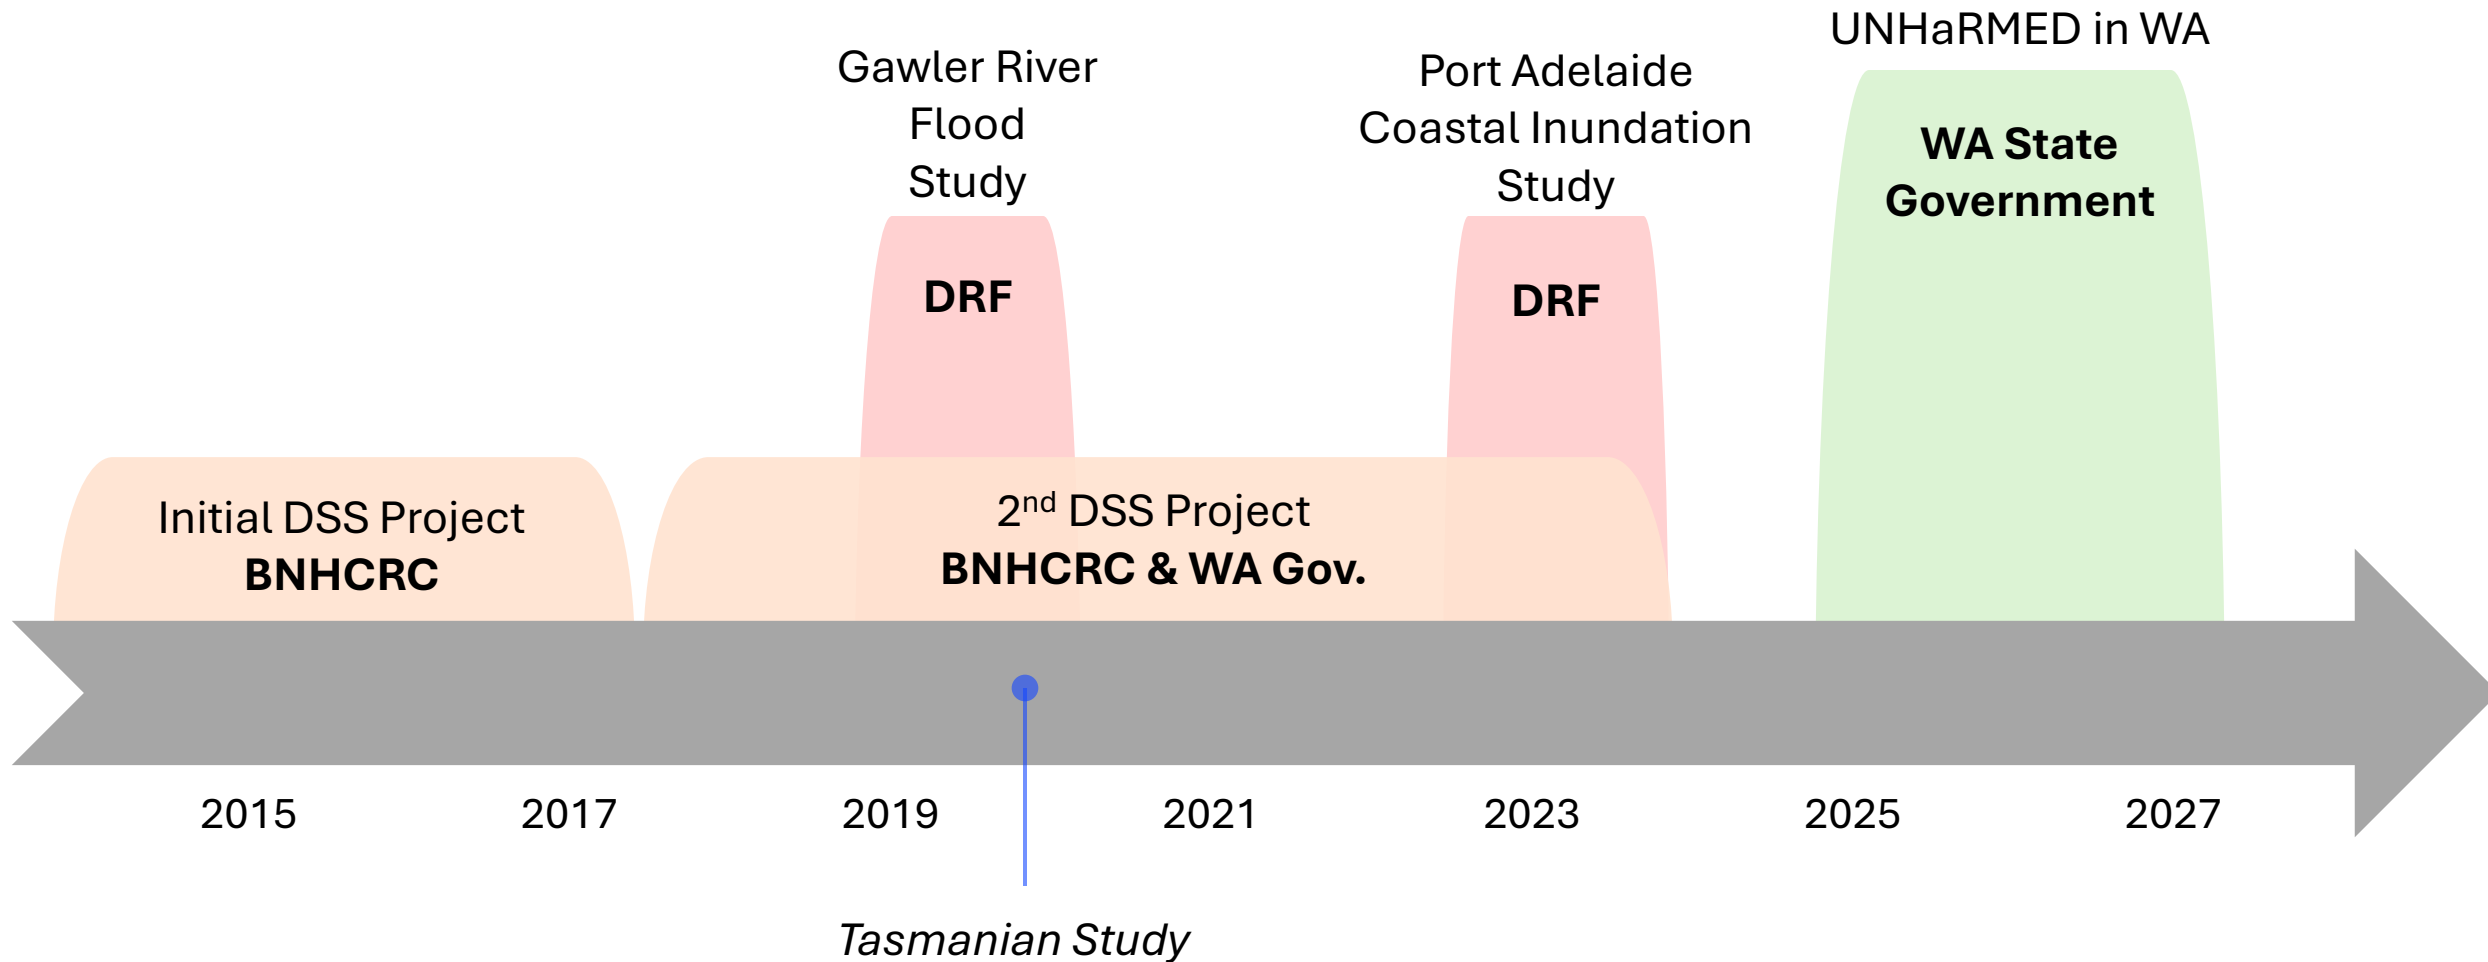 Gawler River
Flood
Study
DRF
Port Adelaide
Coastal Inundation
Study
DRF
UNHaRMED in WA
WA State
Government
Initial DSS Project
BNHCRC
2nd DSS Project
BNHCRC & WA Gov.
2015
2017
2019
2021
2023
2025
2027
Tasmanian Study